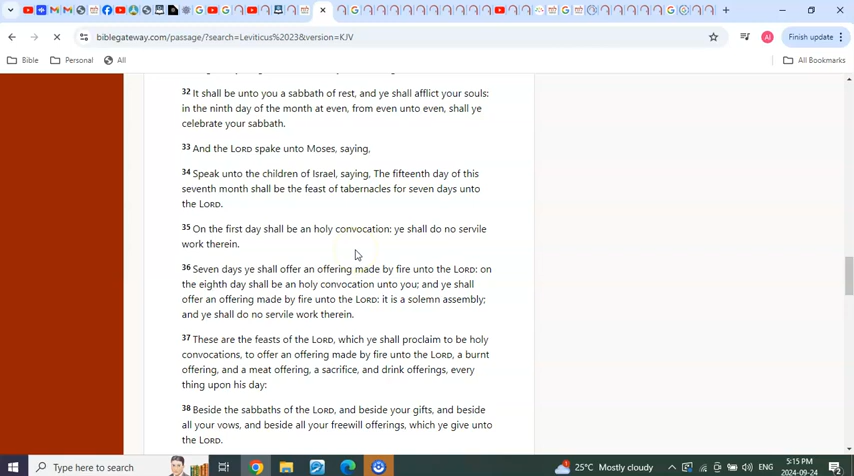 biblegateway.com/passage/?search=Leviticus%2023&version=KJV
AI
Finish update
Bible
Personal
All
All Bookmarks
32 It shall be unto you a sabbath of rest, and ye shall afflict your souls:
in the ninth day of the month at even, from even unto even, shall ye
celebrate your sabbath.
33 And the LORD spake unto Moses, saying,
34 Speak unto the children of Israel, saying, The fifteenth day of this
seventh month shall be the feast of tabernacles for seven days unto
the LORD.
35 On the first day shall be an holy convocation: ye shall do no servile
work therein.
36 Seven days ye shall offer an offering made by fire unto the LORD: on
the eighth day shall be an holy convocation unto you; and ye shall
offer an offering made by fire unto the LORD: it is a solemn assembly;
and ye shall do no servile work therein.
37 These are the feasts of the LORD, which ye shall proclaim to be holy
convocations, to offer an offering made by fire unto the LORD, a burnt
offering, and a meat offering, a sacrifice, and drink offerings, every
thing upon his day:
38 Beside the sabbaths of the LORD, and beside your gifts, and beside
all your vows, and beside all your freewill offerings, which ye give unto
the LORD.
Type here to search
25°C Mostly cloudy
ENG
5:15 PM
2024-09-24
2